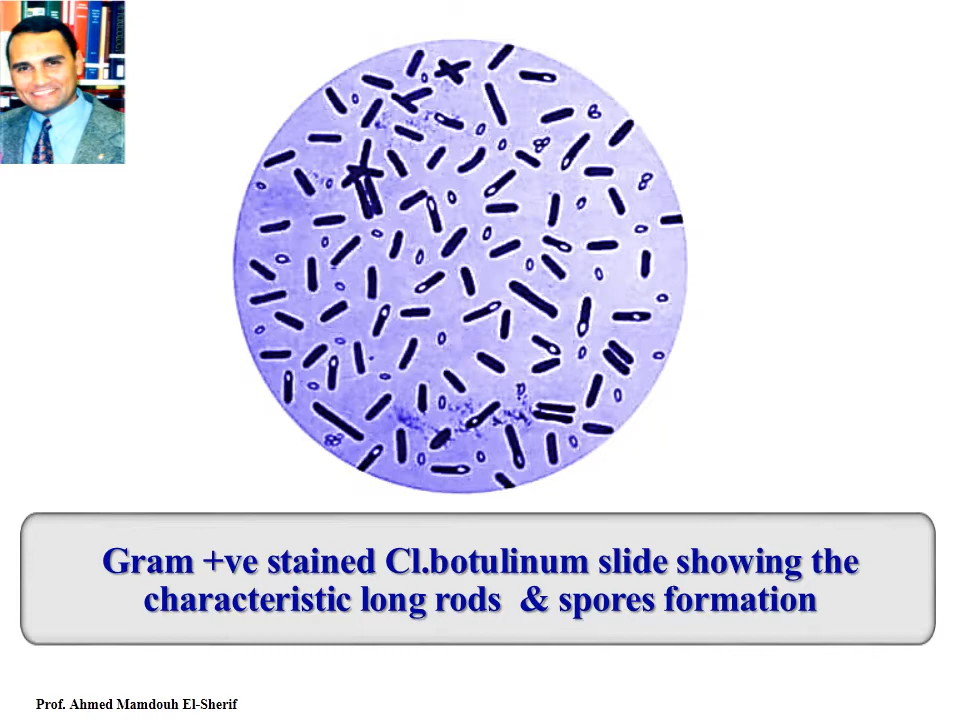 Gram +ve stained Cl.botulinum slide showing the
characteristic long rods & spores formation
Prof. Ahmed Mamdouh El-Sherif